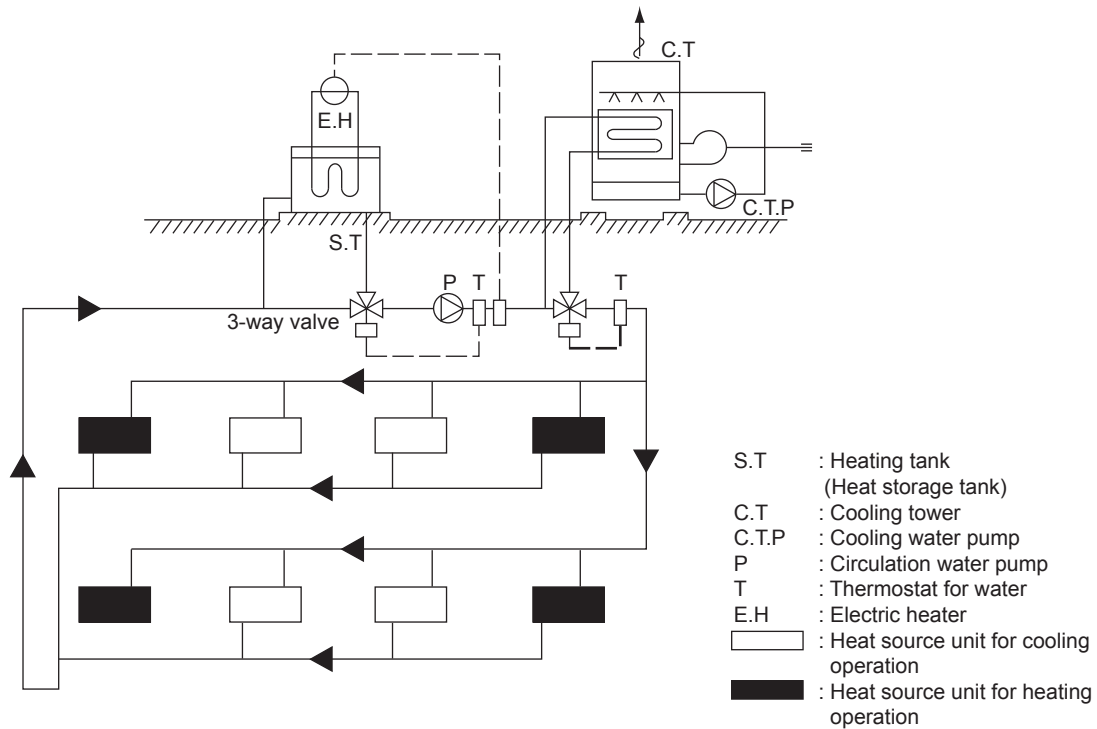 C.T
E.H
C.T.P
S.T
P
T
T
3-way valve
S.T : Heating tank
(Heat storage tank)
C.T : Cooling tower
C.T.P : Cooling water pump
P : Circulation water pump
T : Thermostat for water
E.H : Electric heater
: Heat source unit for cooling
operation
: Heat source unit for heating
operation